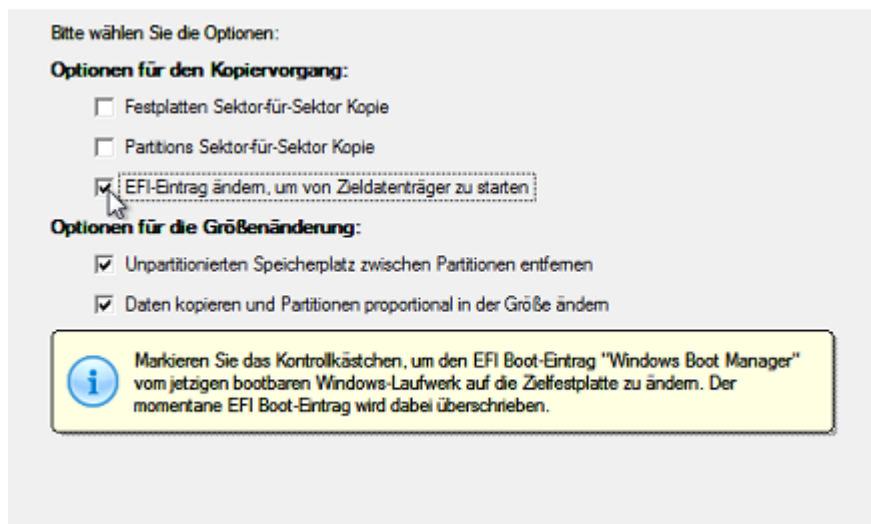 Bitte wählen Sie die Optionen:
Optionen für den Kopiervorgang:
Festplatten Sektor-für-Sektor Kopie
Partitions Sektor-für-Sektor Kopie
EFI-Eintrag ändern, um von Zieldatenträger zu starten
Optionen für die Größenänderung:
Unpartitionierten Speicherplatz zwischen Partitionen entfernen
Daten kopieren und Partitionen proportional in der Größe ändern
Markieren Sie das Kontrollkästchen, um den EFI Boot-Eintrag "Windows Boot Manager"
vom jetzigen bootbaren Windows-Laufwerk auf die Zielfestplatte zu ändern. Der
momentane EFI Boot-Eintrag wird dabei überschrieben.